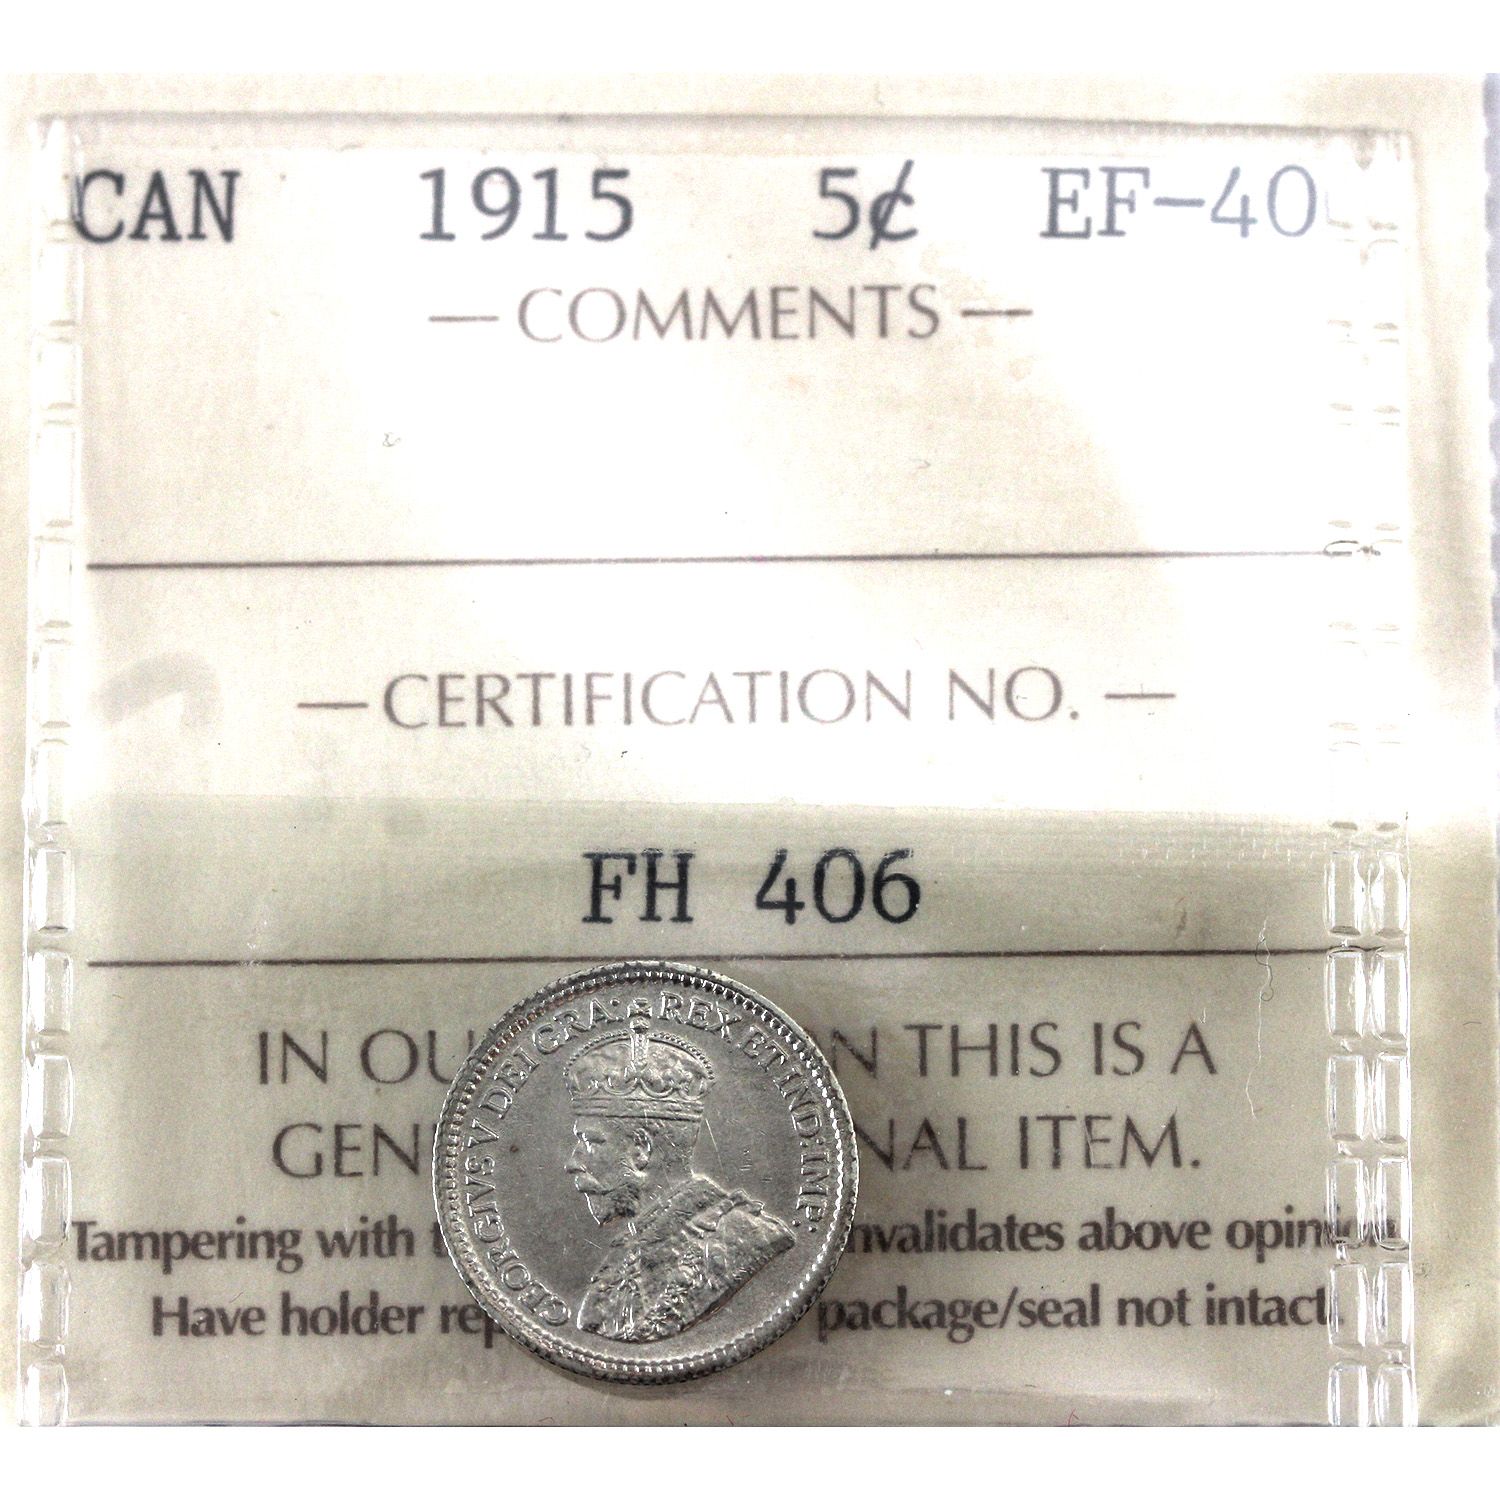 CAN 1915 5¢ EF-40
— COMMENTS —
— CERTIFICATION NO. —
FH 406
IN OU N THIS IS A
GEN NAL ITEM.
Tampering with t nvalidates above opinion.
Have holder rep package/seal not intact.
GEORGIVS V DEI GRA: REX ET IND: IMP: